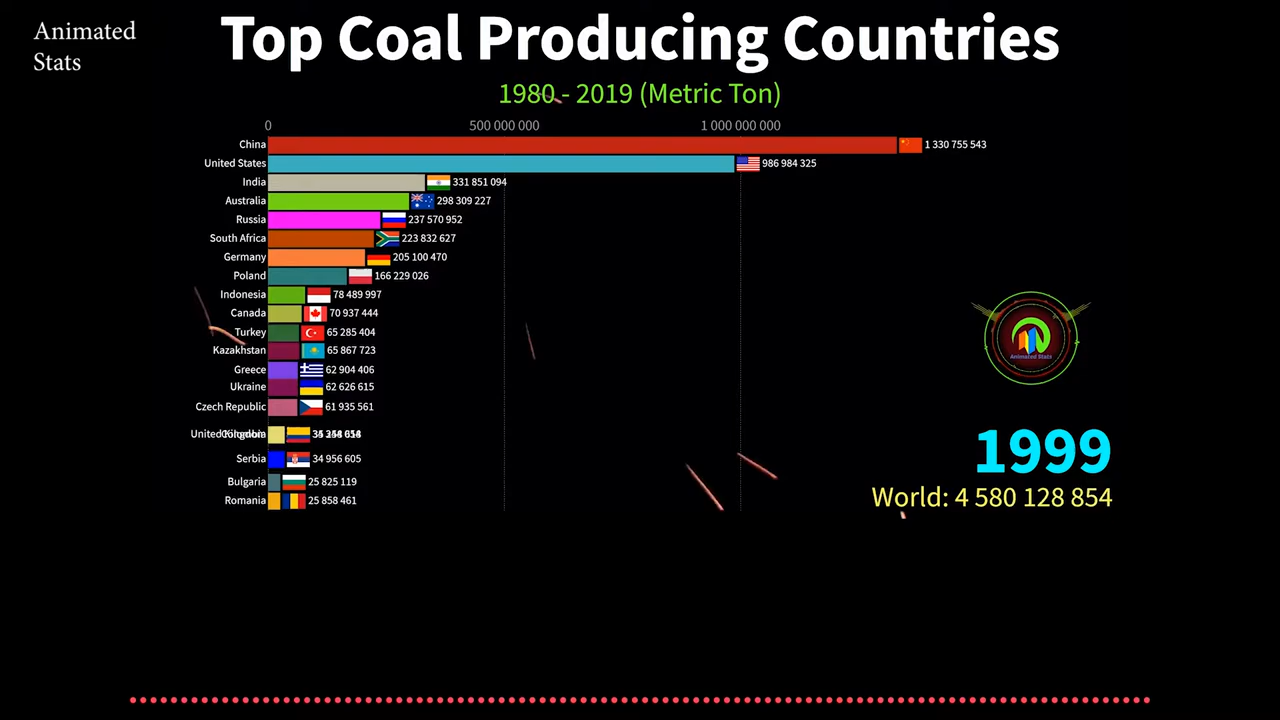 Animated
Stats
Top Coal Producing Countries
1980 - 2019 (Metric Ton)
0 500 000 000 1 000 000 000
China 1 330 755 543
United States 986 984 325
India 331 851 094
Australia 298 309 227
Russia 237 570 952
South Africa 223 832 627
Germany 205 100 470
Poland 166 229 026
Indonesia 78 489 997
Canada 70 937 444
Turkey 65 285 404
Kazakhstan 65 867 723
Greece 62 904 406
Ukraine 62 626 615
Czech Republic 61 935 561
Serbia 34 956 605
Bulgaria 25 825 119
Romania 25 858 461
Animated Stats
1999
World: 4 580 128 854